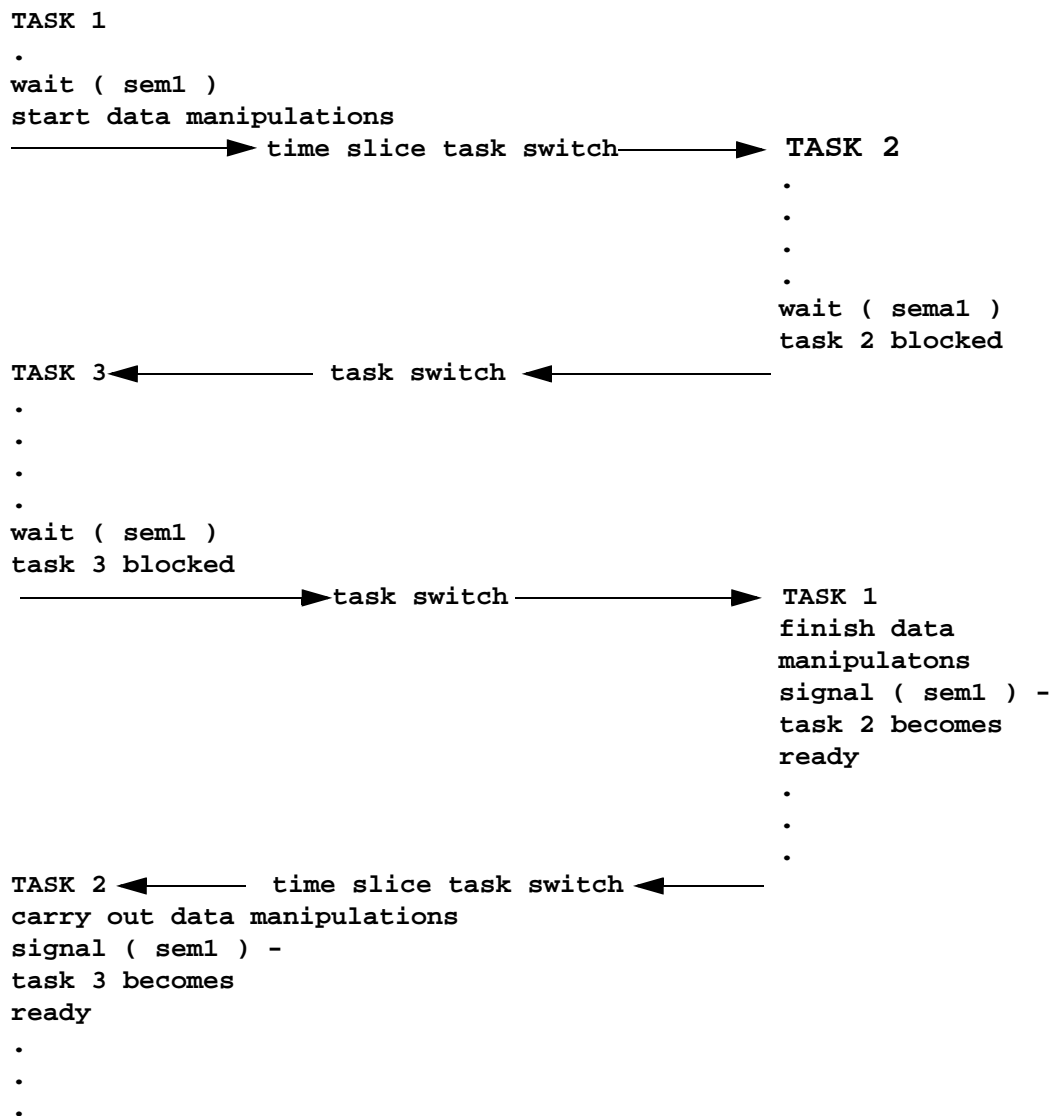 TASK 1
.
wait ( sem1 )
start data manipulations
time slice task switch TASK 2
.
.
.
.
wait ( sema1 )
task 2 blocked
TASK 3 task switch
.
.
.
.
wait ( sem1 )
task 3 blocked
task switch TASK 1
finish data
manipulatons
signal ( sem1 ) -
task 2 becomes
ready
.
.
.
TASK 2 time slice task switch
carry out data manipulations
signal ( sem1 ) -
task 3 becomes
ready
.
.
.